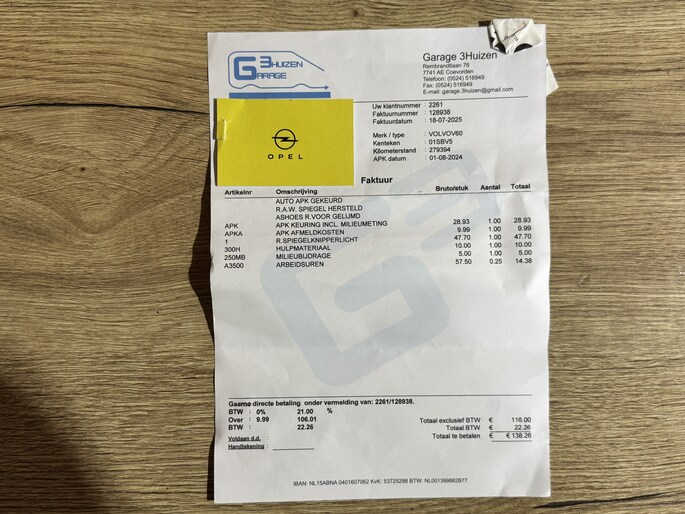 G3HUIZEN
GARAGE
Garage 3Huizen
Rembrandtlaan 76
7741 AE Coevorden
Telefoon: (0524) 516949
Fax: (0524) 516949
E-mail: garage.3huizen@gmail.com
OPEL
Uw klantnummer : 2261
Faktuurnummer : 128938
Faktuurdatum : 18-07-2025
Merk / type : VOLVOV60
Kenteken : 01SBV5
Kilometerstand : 279394
APK datum : 01-08-2024
Faktuur
Artikelnr Omschrijving Bruto/stuk Aantal Totaal
AUTO APK GEKEURD
R.A.W. SPIEGEL HERSTELD
ASHOES R.VOOR GELIJMD
APK APK KEURING INCL. MILIEUMETING 28.93 1.00 28.93
APKA APK AFMELDKOSTEN 9.99 1.00 9.99
1 R.SPIEGELKNIPPERLICHT 47.70 1.00 47.70
300H HULPMATERIAAL 10.00 1.00 10.00
250MB MILIEUBIJDRAGE 5.00 1.00 5.00
A3500 ARBEIDSUREN 57.50 0.25 14.38
Gaarne directe betaling onder vermelding van: 2261/128938.
BTW : 0% 21.00 %
Over : 9.99 106.01
BTW : 22.26
Voldaan d.d. :
Handtekening :
Totaal exclusief BTW € 116.00
Totaal BTW € 22.26
Totaal te betalen € € 138.26
IBAN: NL15ABNA 0401607062 KvK: 53725298 BTW: NL001399882B77